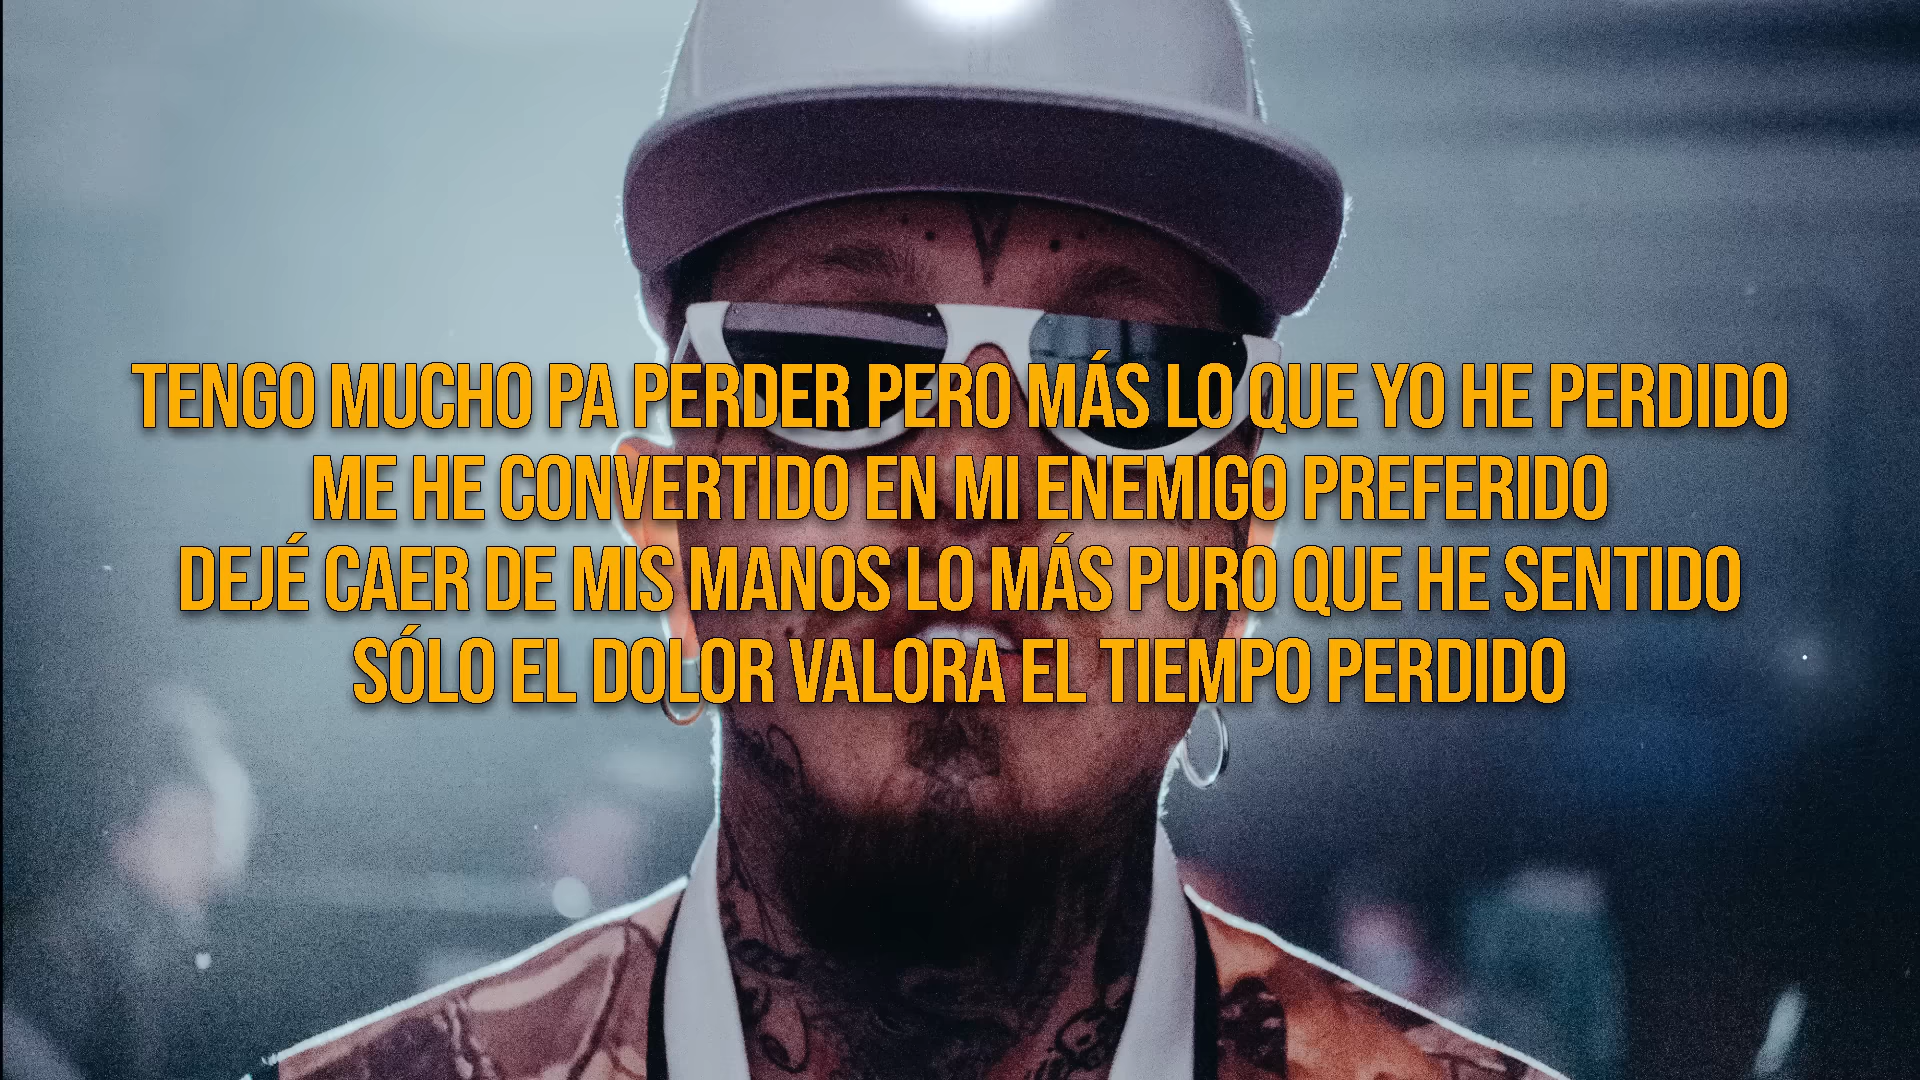 TENGO MUCHO PA PERDER PERO MÁS LO QUE YO HE PERDIDO
ME HE CONVERTIDO EN MI ENEMIGO PREFERIDO
DEJÉ CAER DE MIS MANOS LO MÁS PURO QUE HE SENTIDO
SÓLO EL DOLOR VALORA EL TIEMPO PERDIDO